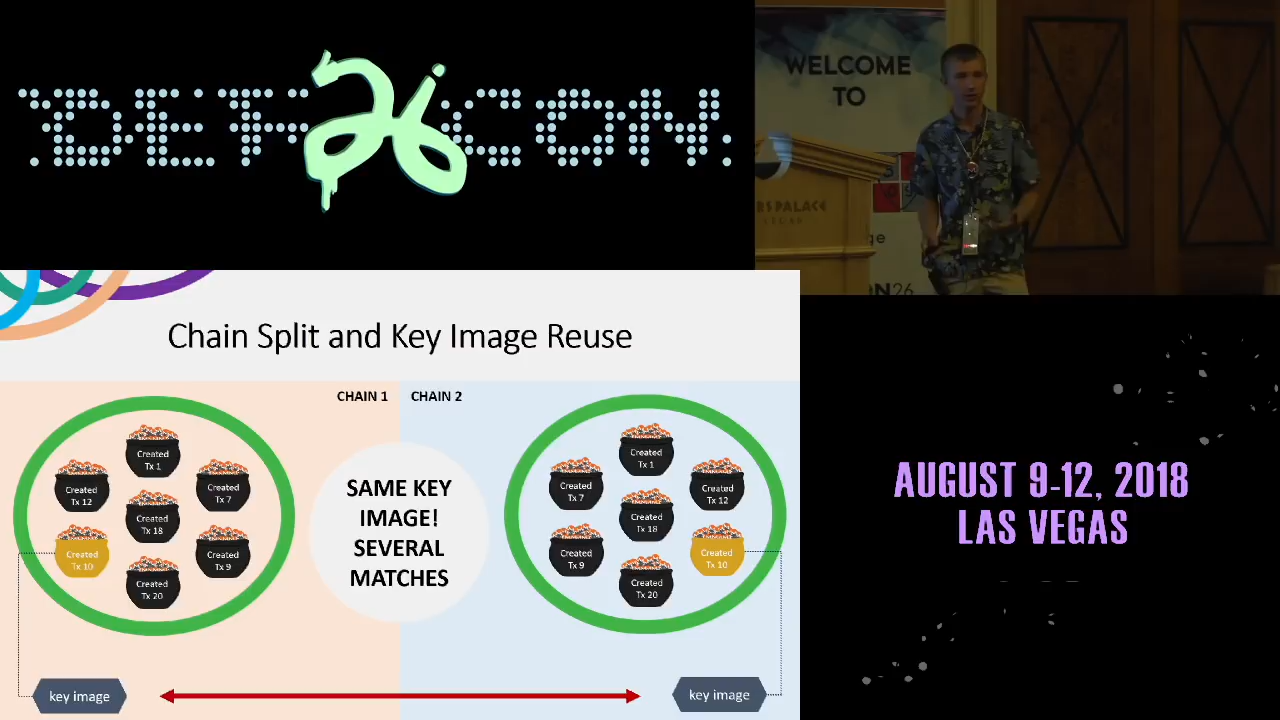 DEF CON
26
WELCOME
TO
Chain Split and Key Image Reuse
CHAIN 1
CHAIN 2
Created
Tx 1
Created
Tx 12
Created
Tx 7
Created
Tx 18
Created
Tx 10
Created
Tx 9
Created
Tx 20
SAME KEY
IMAGE!
SEVERAL
MATCHES
Created
Tx 1
Created
Tx 7
Created
Tx 12
Created
Tx 18
Created
Tx 9
Created
Tx 10
Created
Tx 20
key image
key image
AUGUST 9-12, 2018
LAS VEGAS